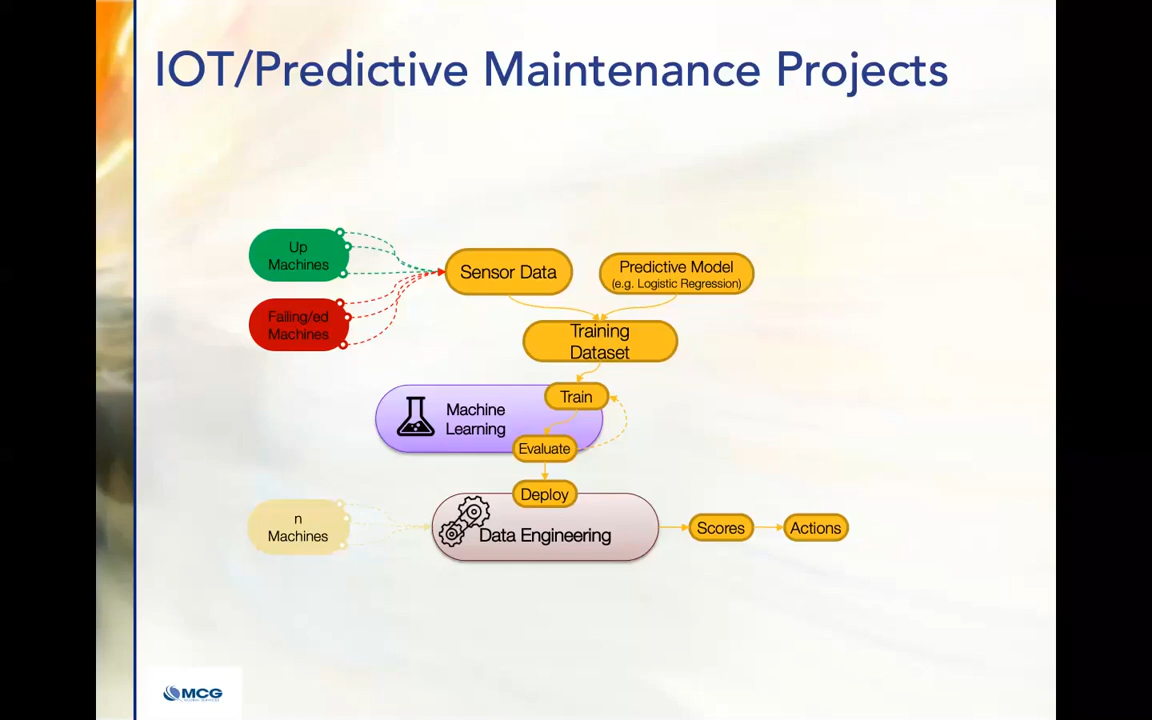 IOT/Predictive Maintenance Projects
Up
Machines
Failing/ed
Machines
Sensor Data
Predictive Model
(e.g. Logistic Regression)
Training
Dataset
Train
Machine
Learning
Evaluate
Deploy
n
Machines
Data Engineering
Scores
Actions
MCG